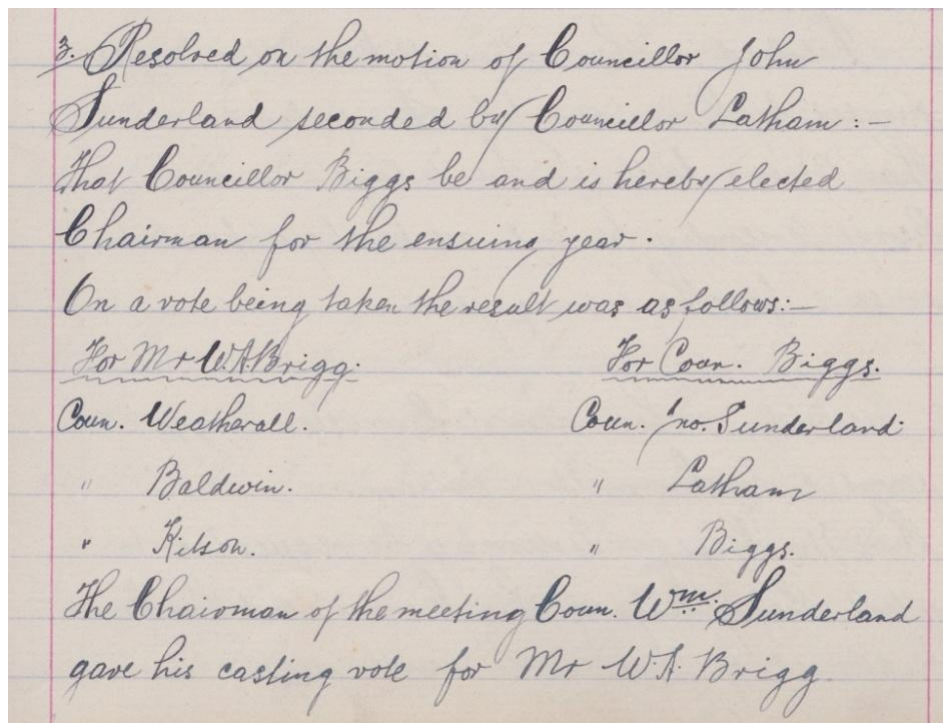 3. Resolved on the motion of Councillor John
Sunderland seconded by Councillor Latham :-
That Councillor Biggs be and is hereby elected
Chairman for the ensuing year.
On a vote being taken the result was as follows:-
For Mr W.A. Brigg. For Coun. Biggs.
Coun. Weatherall. Coun. Jno. Sunderland.
" Baldwin. " Latham
" Kitson. " Biggs.
The Chairman of the meeting Coun. Wm. Sunderland
gave his casting vote for Mr W.A. Brigg